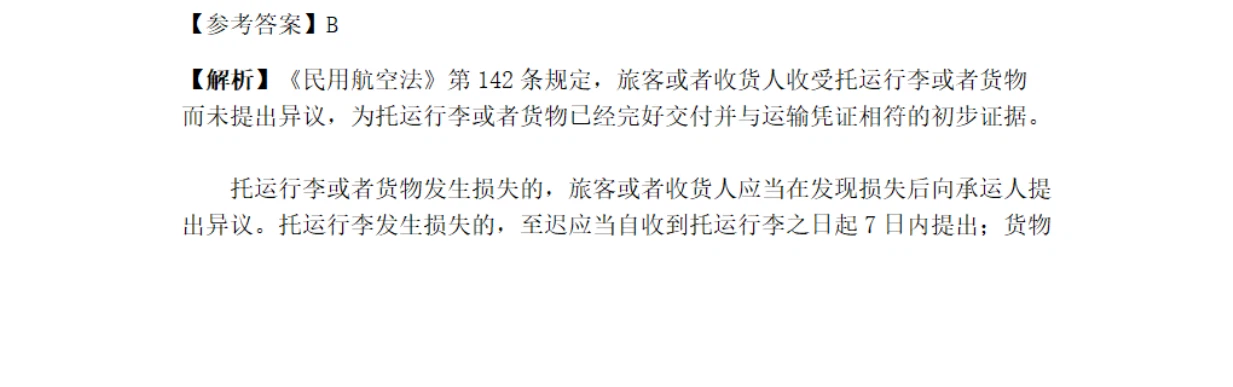 【参考答案】B
【解析】《民用航空法》第 142 条规定，旅客或者收货人收受托运行李或者货物
而未提出异议，为托运行李或者货物已经完好交付并与运输凭证相符的初步证据。
托运行李或者货物发生损失的，旅客或者收货人应当在发现损失后向承运人提
出异议。托运行李发生损失的，至迟应当自收到托运行李之日起 7 日内提出；货物